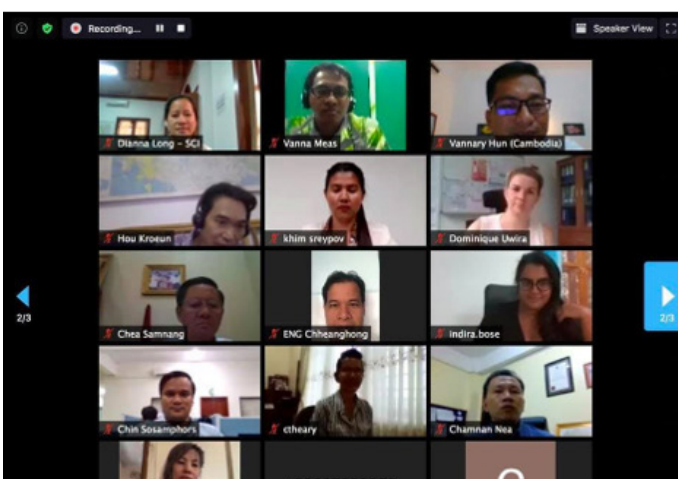 Recording...
Speaker View
Dianna Long - SCI
Vanna Meas
Vannary Hun (Cambodia)
Hou Kroeun
khim sreypov
Dominique Uwira
Chea Samnang
ENG Chheanghong
indira.bose
2/3
2/3
Chin Sosamphors
ctheary
Chamnan Nea